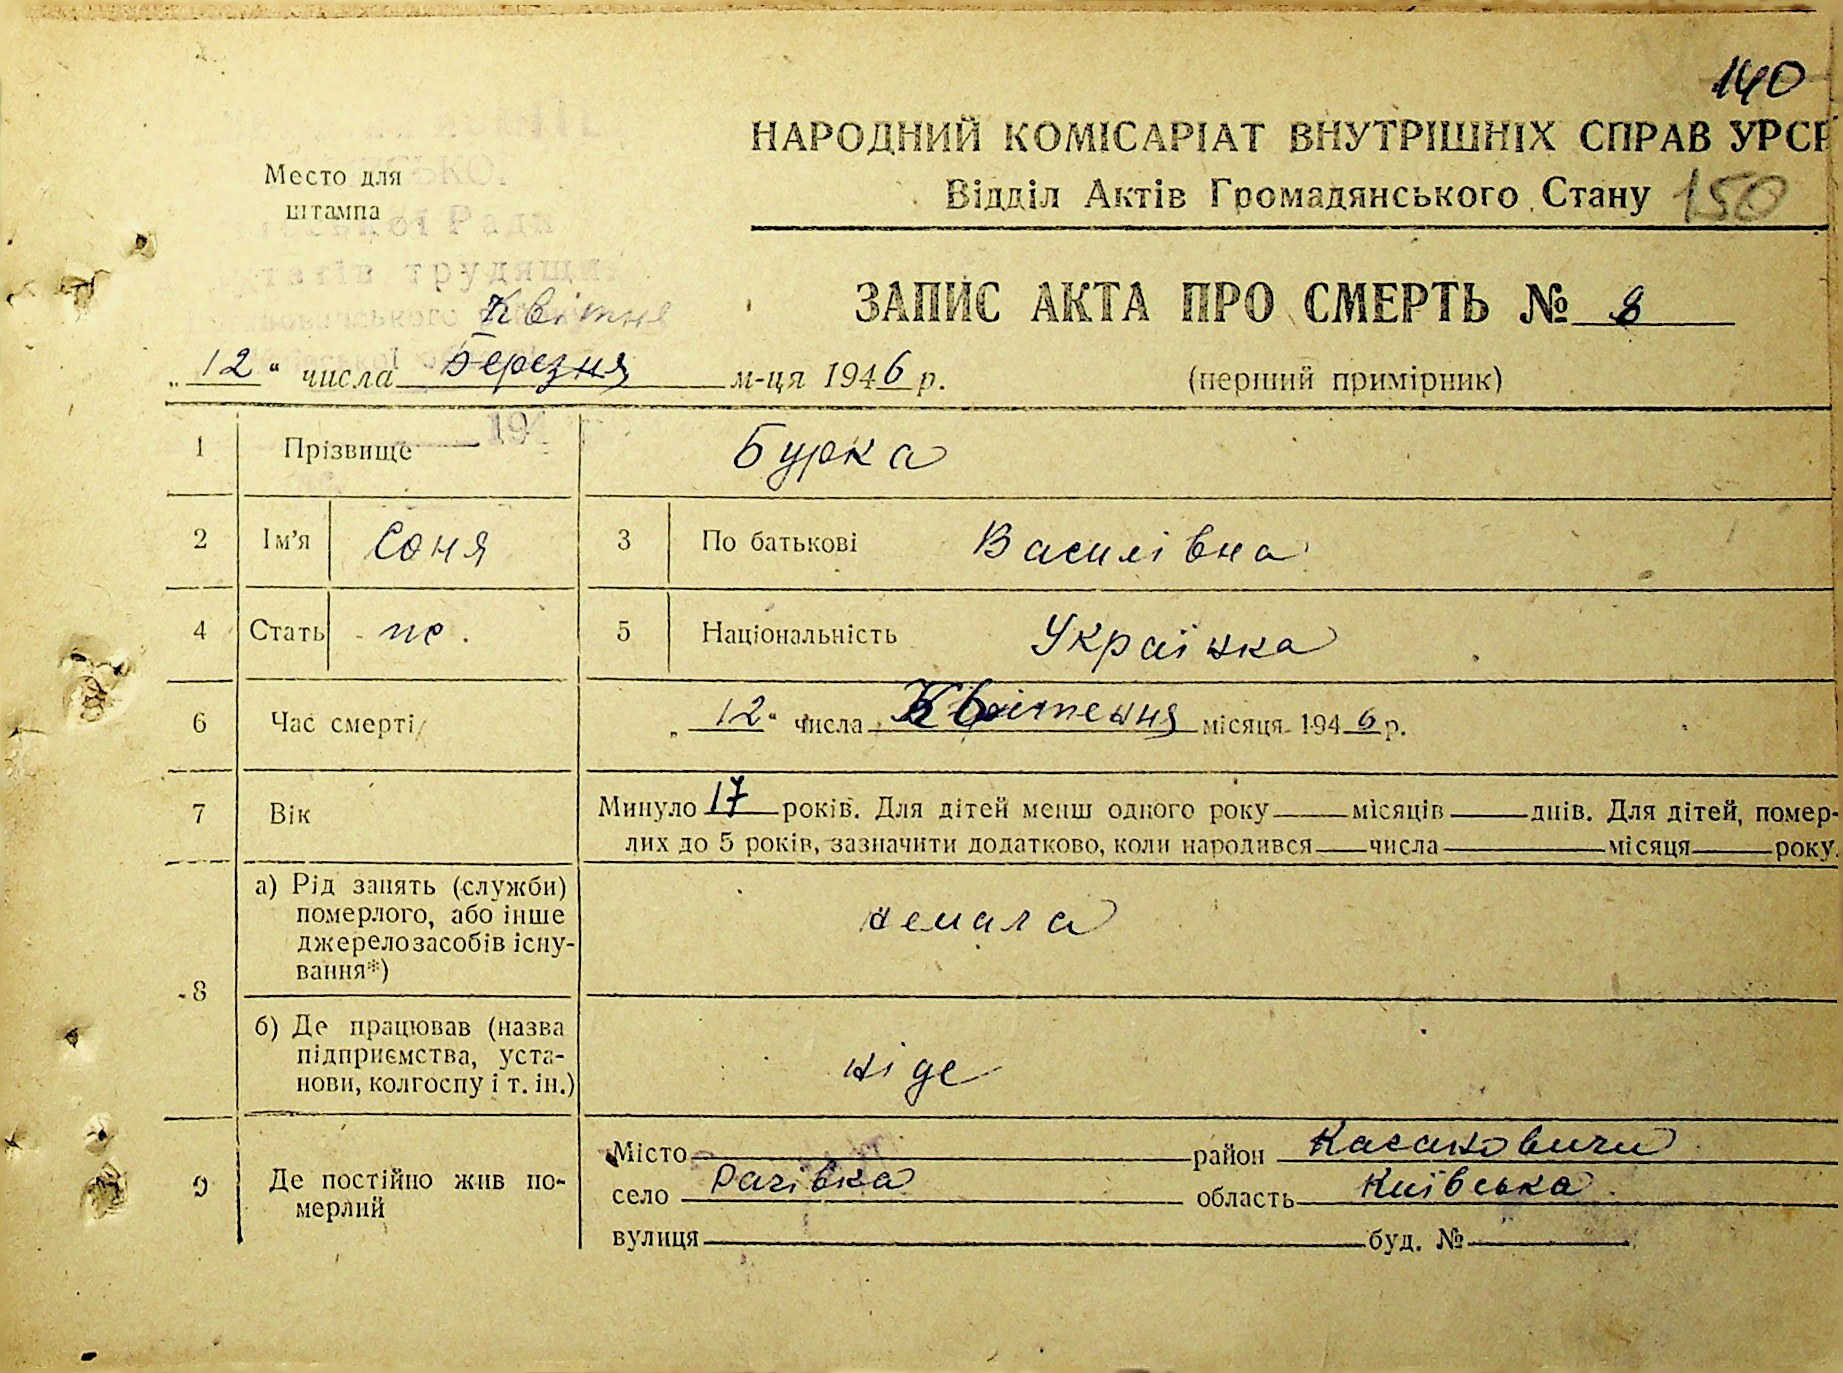 140
НАРОДНИЙ КОМІСАРІАТ ВНУТРІШНІХ СПРАВ УРСР
Відділ Актів Громадянського Стану 150
Место для
штампа
ЗАПИС АКТА ПРО СМЕРТЬ № 8
Квітня
„12“ числа Березня м-ця 1946 р. (перший примірник)
1 Прізвище Бурка
2 Ім'я Соня 3 По батькові Василівна
4 Стать 5 Національність Українка
6 Час смерті „12“ числа Квітення місяця 1946 р.
7 Вік Минуло 17 років. Для дітей менш одного року місяців днів. Для дітей, помер-
лих до 5 років, зазначити додатково, коли народився числа місяця року.
8 а) Рід занять (служби)
померлого, або інше
джерело засобів існу-
вання*)
немала
б) Де працював (назва
підприємства, уста-
нови, колгоспу і т. ін.)
ніде
9 Де постійно жив по-
мерлий
Місто район
село Рачівка область Київська
вулиця буд. №